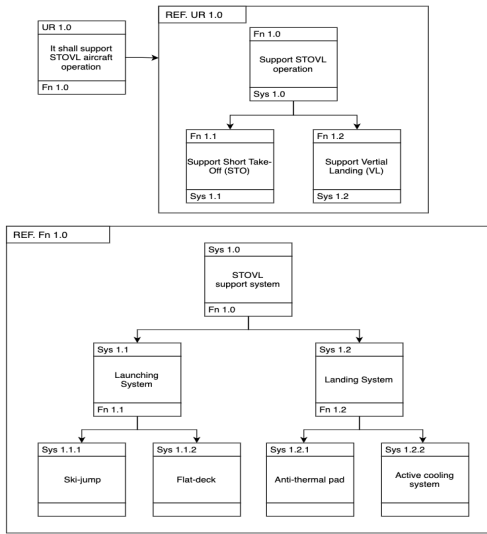 UR 1.0
It shall support
STOVL aircraft
operation
Fn 1.0
REF. UR 1.0
Fn 1.0
Support STOVL
operation
Sys 1.0
Fn 1.1
Support Short Take-
Off (STO)
Sys 1.1
Fn 1.2
Support Vertial
Landing (VL)
Sys 1.2
REF. Fn 1.0
Sys 1.0
STOVL
support system
Fn 1.0
Sys 1.1
Launching
System
Fn 1.1
Sys 1.2
Landing System
Fn 1.2
Sys 1.1.1
Ski-jump
Sys 1.1.2
Flat-deck
Sys 1.2.1
Anti-thermal pad
Sys 1.2.2
Active cooling
system